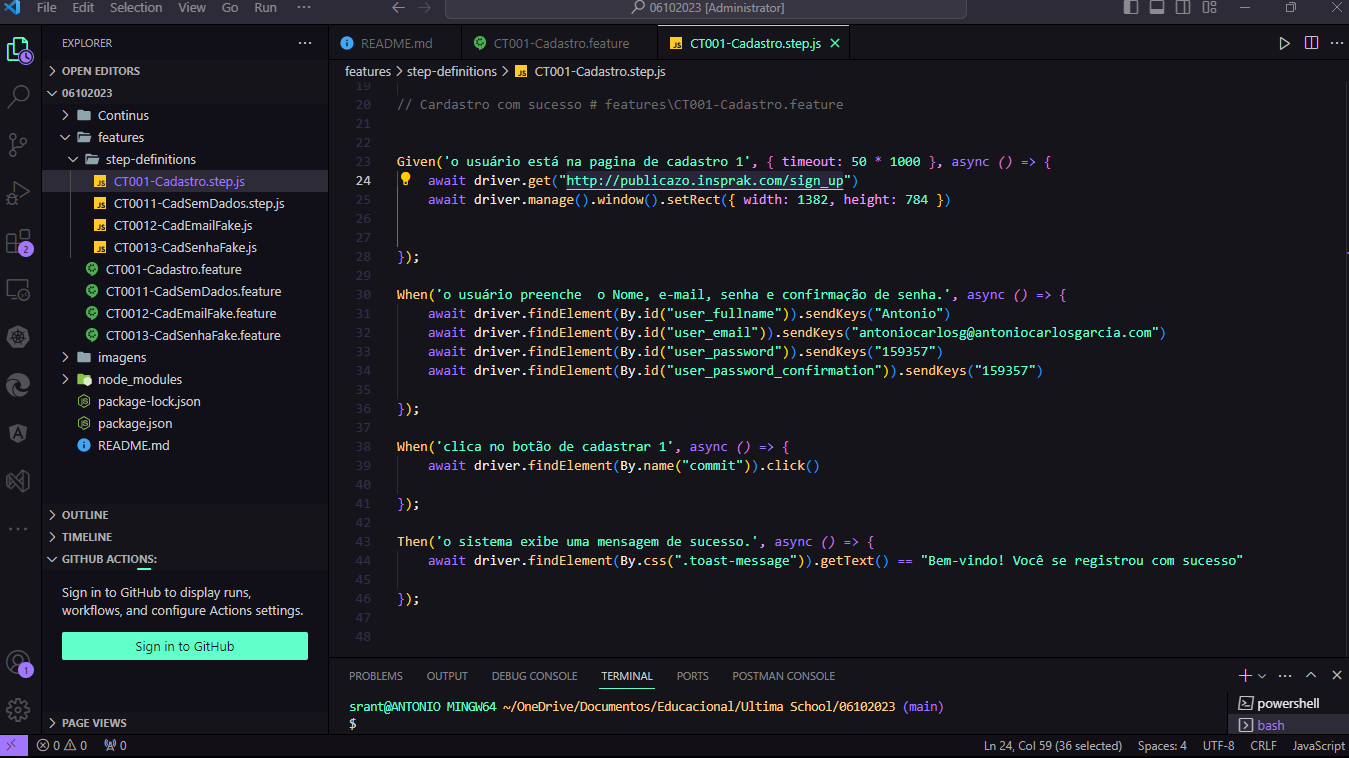 File Edit Selection View Go Run ··· 06102023 [Administrator]
EXPLORER ···
OPEN EDITORS
06102023
Continus
features
step-definitions
JS CT001-Cadastro.step.js
JS CT0011-CadSemDados.step.js
JS CT0012-CadEmailFake.js
JS CT0013-CadSenhaFake.js
CT001-Cadastro.feature
CT0011-CadSemDados.feature
CT0012-CadEmailFake.feature
CT0013-CadSenhaFake.feature
imagens
node_modules
package-lock.json
package.json
README.md
OUTLINE
TIMELINE
GITHUB ACTIONS:
Sign in to GitHub to display runs,
workflows, and configure Actions settings.
Sign in to GitHub
PAGE VIEWS
2
1
README.md CT001-Cadastro.feature JS CT001-Cadastro.step.js
features > step-definitions > JS CT001-Cadastro.step.js
19
20 // Cardastro com sucesso # features\CT001-Cadastro.feature
21
22
23 Given('o usuário está na pagina de cadastro 1', { timeout: 50 * 1000 }, async () => {
24 await driver.get("http://publicazo.insprak.com/sign_up")
25 await driver.manage().window().setRect({ width: 1382, height: 784 })
26
27
28 });
29
30 When('o usuário preenche  o Nome, e-mail, senha e confirmação de senha.', async () => {
31 await driver.findElement(By.id("user_fullname")).sendKeys("Antonio")
32 await driver.findElement(By.id("user_email")).sendKeys("antoniocarlosg@antoniocarlosgarcia.com")
33 await driver.findElement(By.id("user_password")).sendKeys("159357")
34 await driver.findElement(By.id("user_password_confirmation")).sendKeys("159357")
35
36 });
37
38 When('clica no botão de cadastrar 1', async () => {
39 await driver.findElement(By.name("commit")).click()
40
41 });
42
43 Then('o sistema exibe uma mensagem de sucesso.', async () => {
44 await driver.findElement(By.css(".toast-message")).getText() == "Bem-vindo! Você se registrou com sucesso"
45
46 });
47
48
PROBLEMS OUTPUT DEBUG CONSOLE TERMINAL PORTS POSTMAN CONSOLE
srant@ANTONIO MINGW64 ~/OneDrive/Documentos/Educacional/Ultima School/06102023 (main)
$
powershell
bash
0 0 0 Ln 24, Col 59 (36 selected) Spaces: 4 UTF-8 CRLF JavaScript